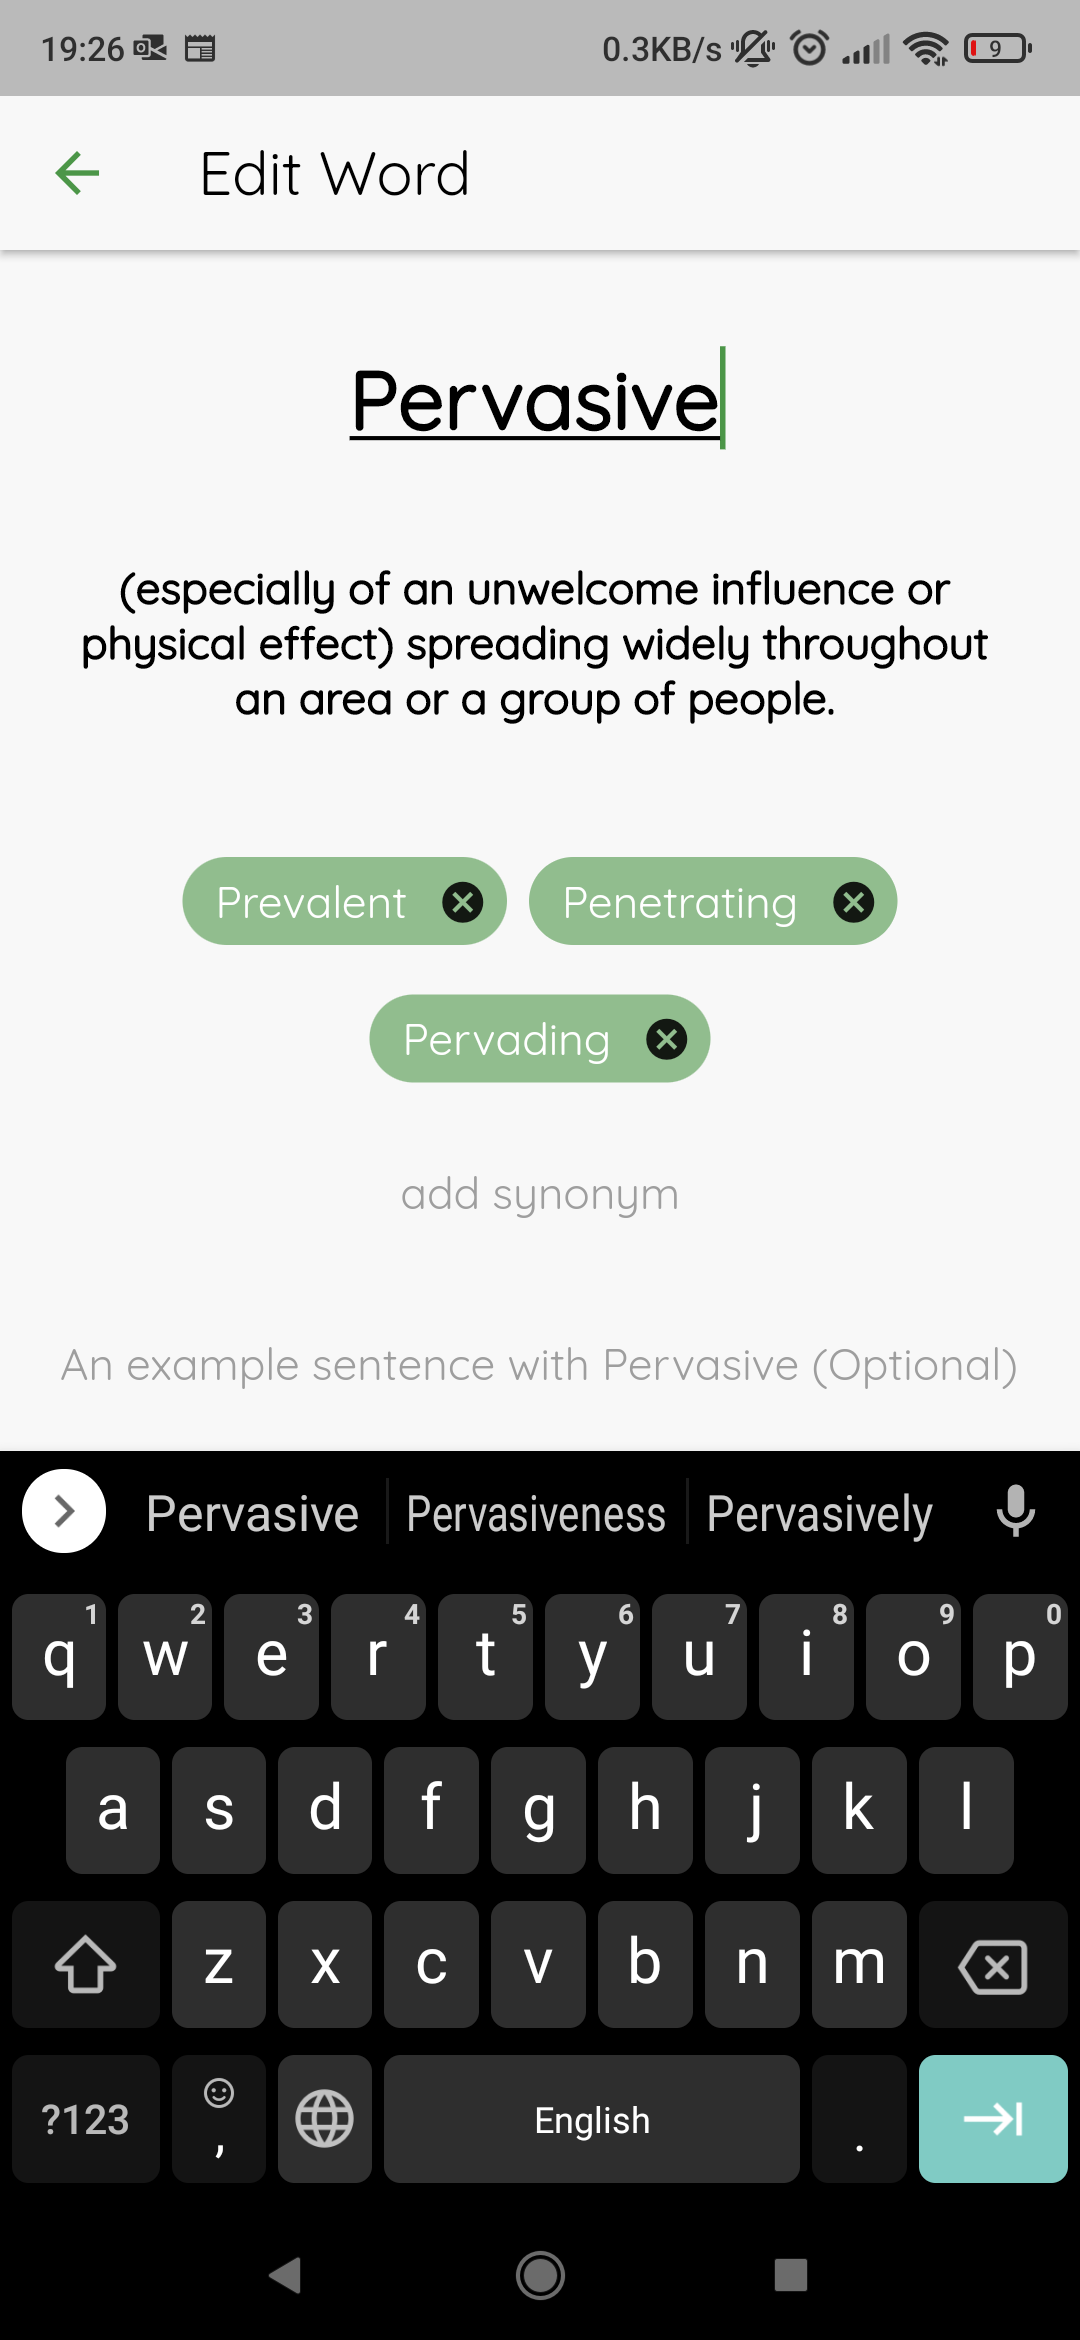 19:26 0.3KB/s 9
Edit Word
Pervasive
(especially of an unwelcome influence or
physical effect) spreading widely throughout
an area or a group of people.
Prevalent Penetrating
Pervading
add synonym
An example sentence with Pervasive (Optional)
Pervasive Pervasiveness Pervasively
1 2 3 4 5 6 7 8 9 0
q w e r t y u i o p
a s d f g h j k l
z x c v b n m
?123 , English .